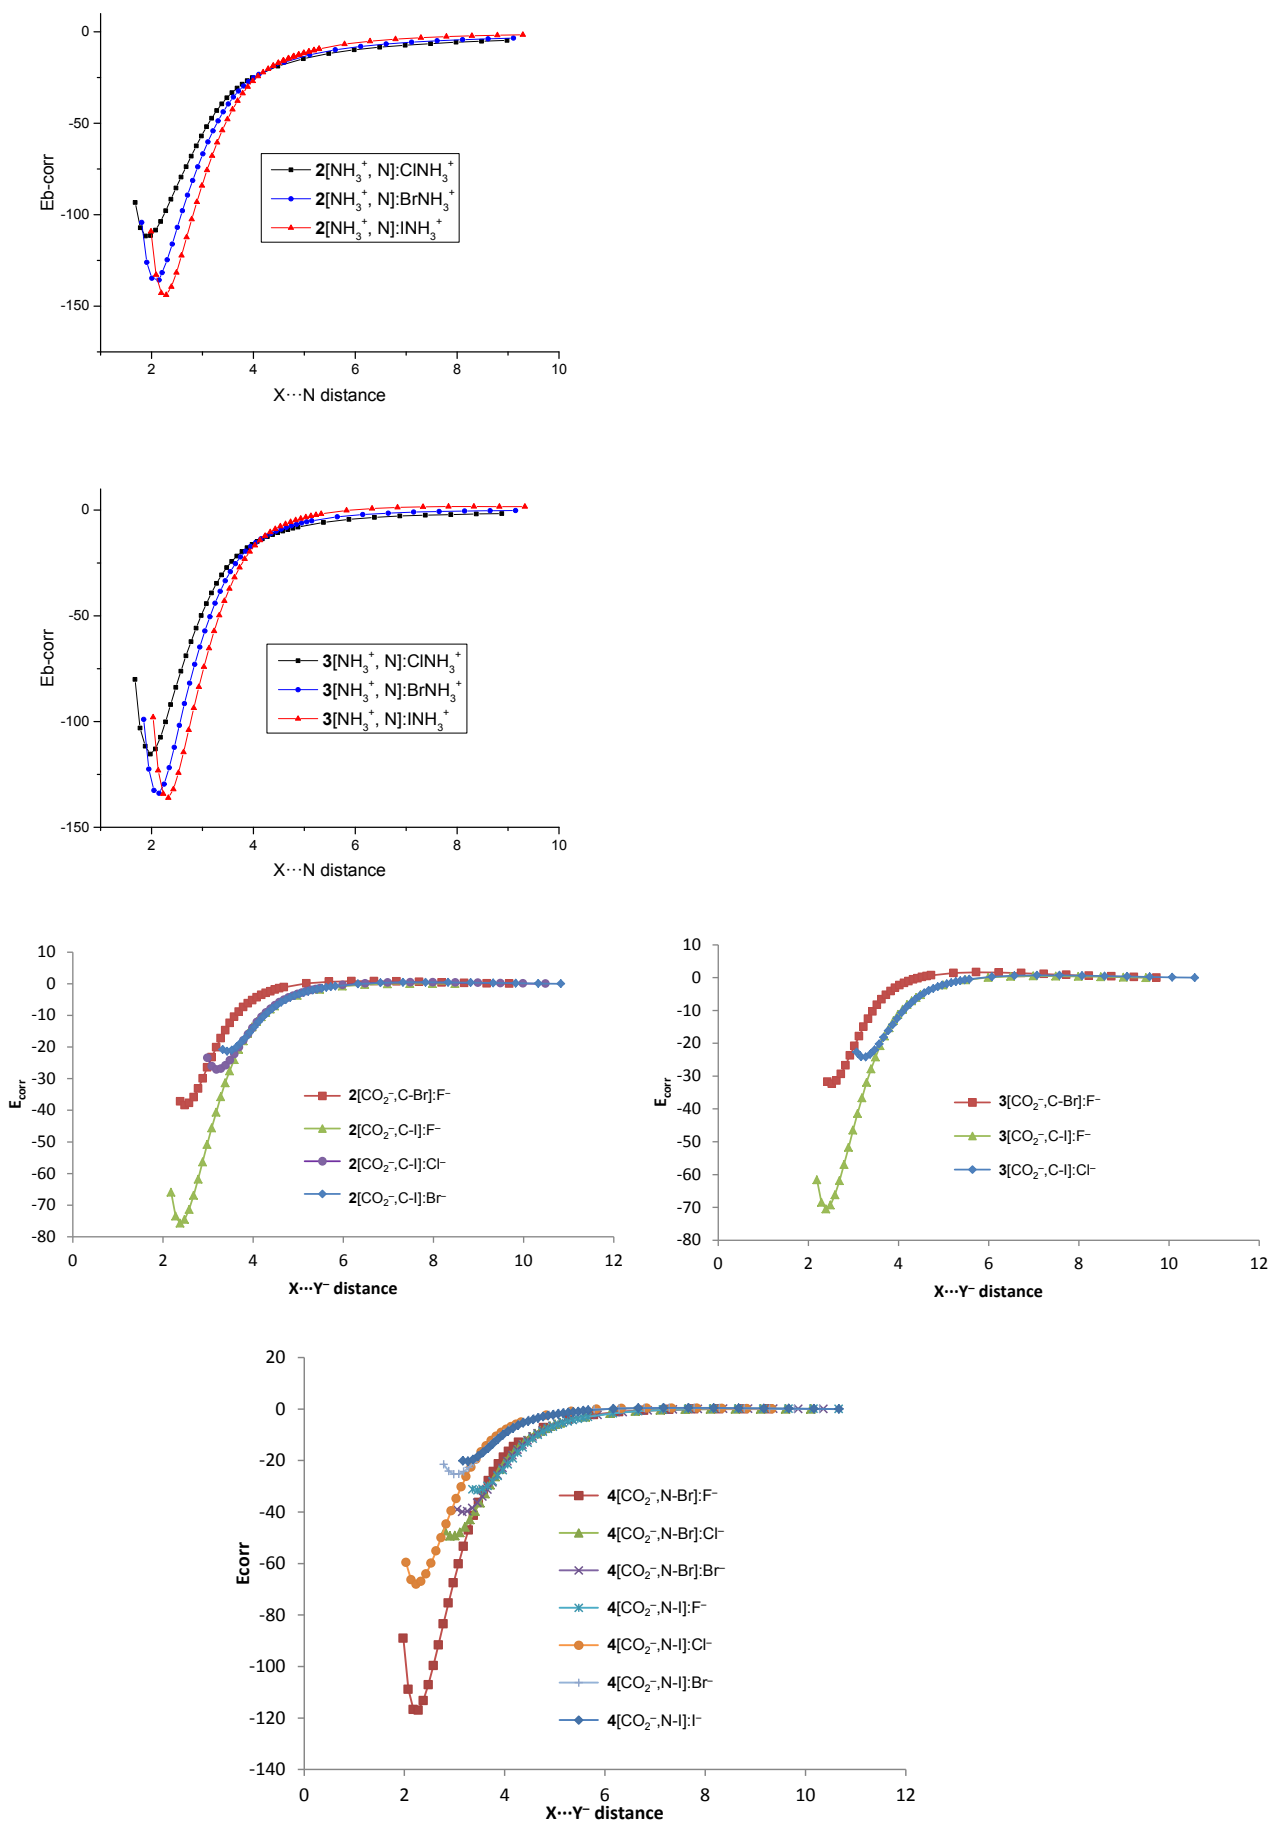 0
-50
-100
-150
Eb-corr
2[NH₃⁺, N]:ClNH₃⁺
2[NH₃⁺, N]:BrNH₃⁺
2[NH₃⁺, N]:INH₃⁺
2 4 6 8 10
X···N distance
0
-50
-100
-150
Eb-corr
3[NH₃⁺, N]:ClNH₃⁺
3[NH₃⁺, N]:BrNH₃⁺
3[NH₃⁺, N]:INH₃⁺
2 4 6 8 10
X···N distance
10
0
-10
-20
-30
-40
-50
-60
-70
-80
E_corr
2[CO₂⁻,C-Br]:F⁻
2[CO₂⁻,C-I]:F⁻
2[CO₂⁻,C-I]:Cl⁻
2[CO₂⁻,C-I]:Br⁻
0 2 4 6 8 10 12
X···Y⁻ distance
10
0
-10
-20
-30
-40
-50
-60
-70
-80
E_corr
3[CO₂⁻,C-Br]:F⁻
3[CO₂⁻,C-I]:F⁻
3[CO₂⁻,C-I]:Cl⁻
0 2 4 6 8 10 12
X···Y⁻ distance
20
0
-20
-40
-60
-80
-100
-120
-140
Ecorr
4[CO₂⁻,N-Br]:F⁻
4[CO₂⁻,N-Br]:Cl⁻
4[CO₂⁻,N-Br]:Br⁻
4[CO₂⁻,N-I]:F⁻
4[CO₂⁻,N-I]:Cl⁻
4[CO₂⁻,N-I]:Br⁻
4[CO₂⁻,N-I]:I⁻
0 2 4 6 8 10 12
X···Y⁻ distance